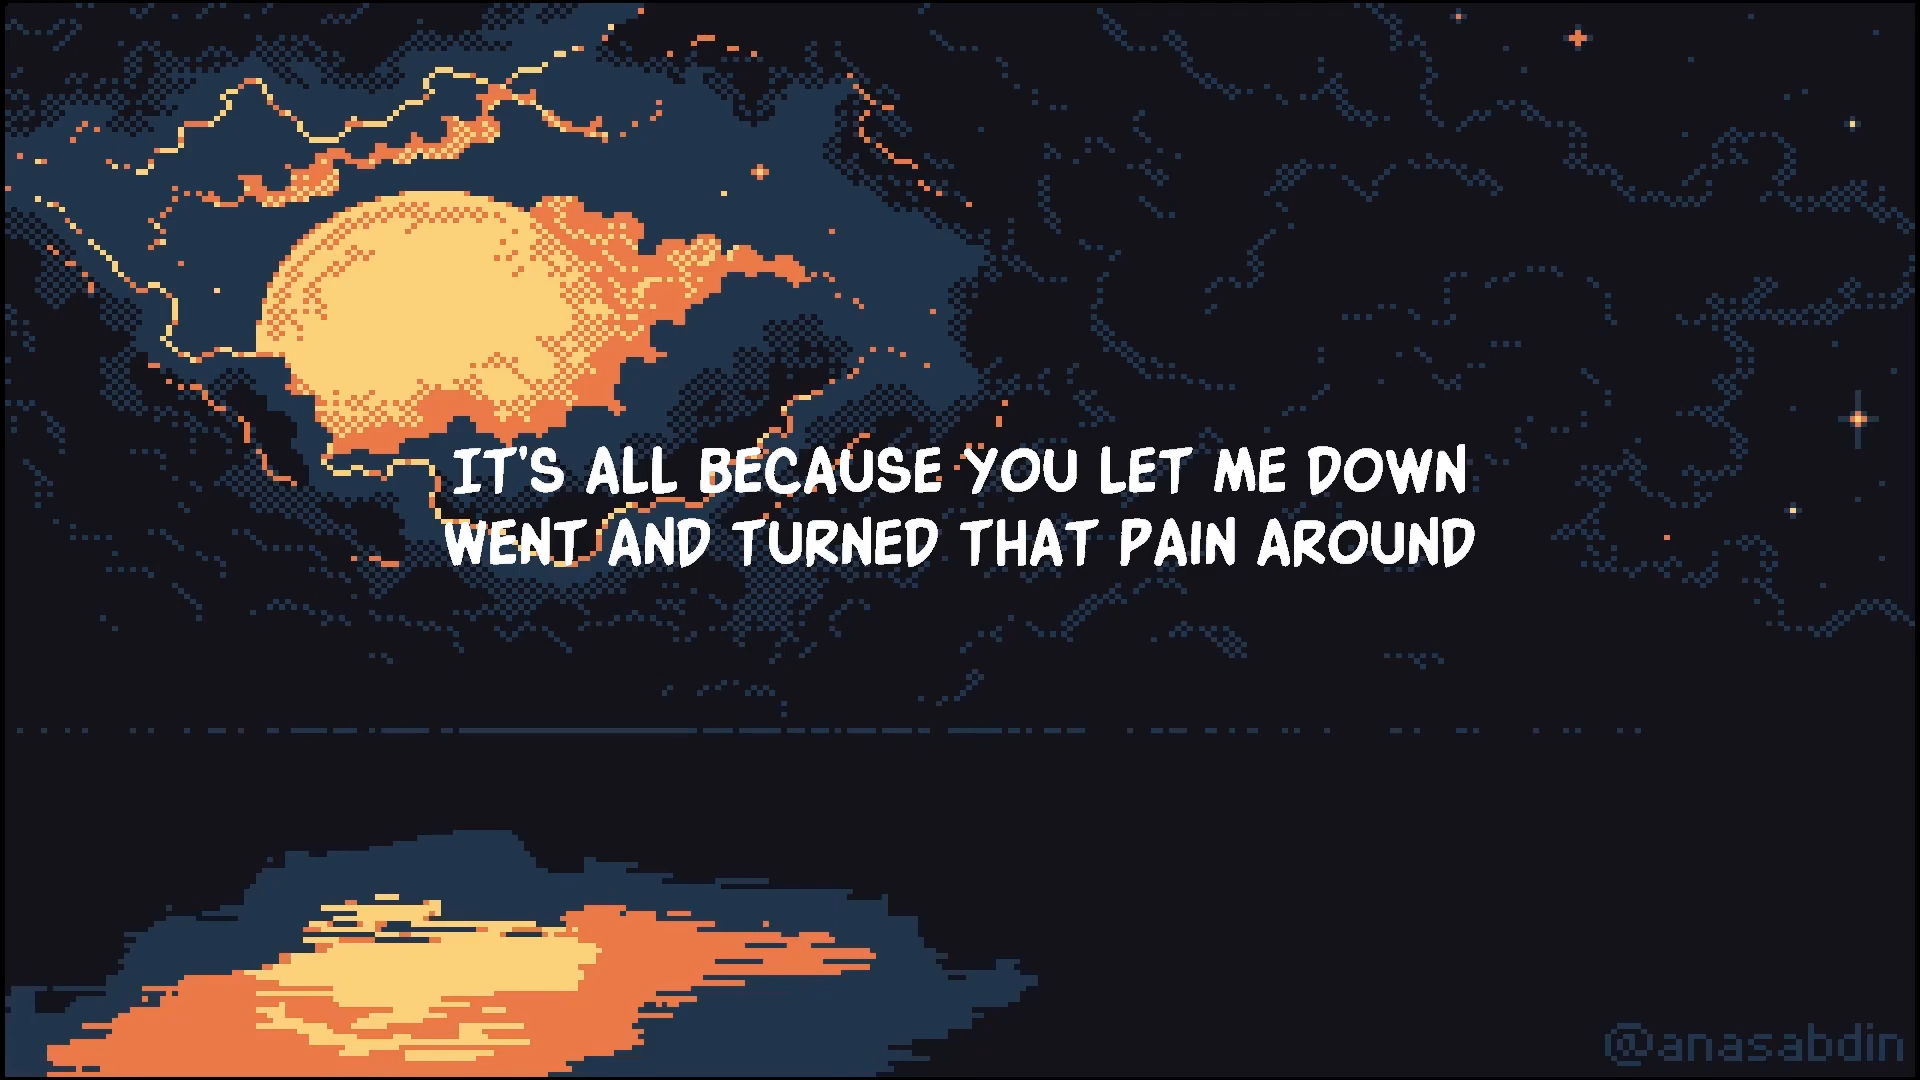 IT'S ALL BECAUSE YOU LET ME DOWN
WENT AND TURNED THAT PAIN AROUND
@anasabdin